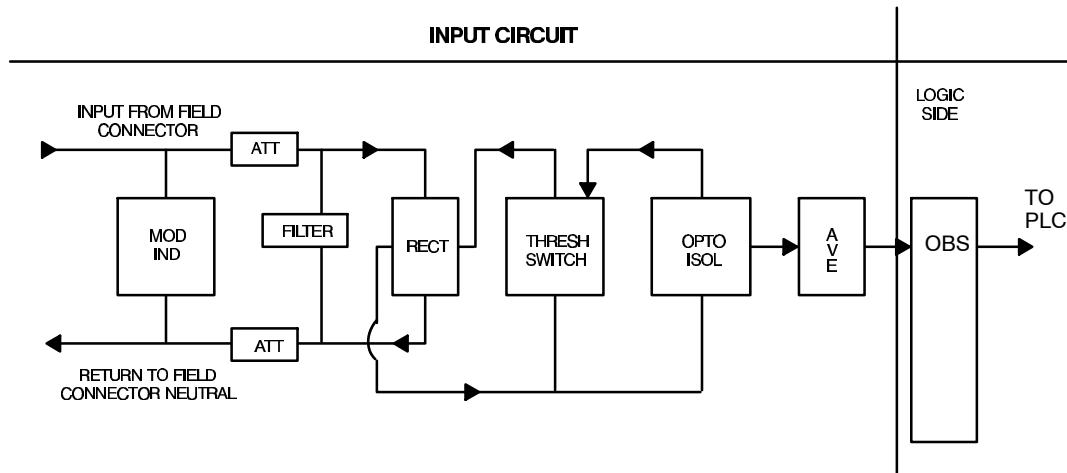 INPUT CIRCUIT
LOGIC
SIDE
INPUT FROM FIELD
CONNECTOR
ATT
MOD
IND
FILTER
RECT
THRESH
SWITCH
OPTO
ISOL
A
V
E
OBS
TO
PLC
ATT
RETURN TO FIELD
CONNECTOR NEUTRAL